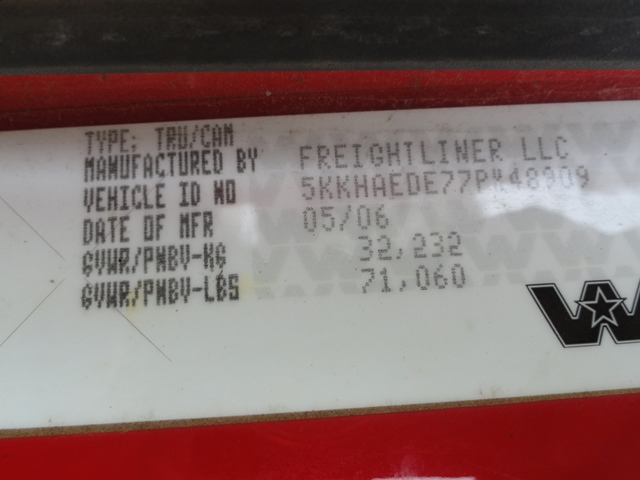 TYPE: TRU/CAM
MANUFACTURED BY FREIGHTLINER LLC
VEHICLE ID NO 5KKHAEDE77PX48909
DATE OF MFR 05/06
GVWR/PNBV-KG 32,232
GVWR/PNBV-LBS 71,060
W